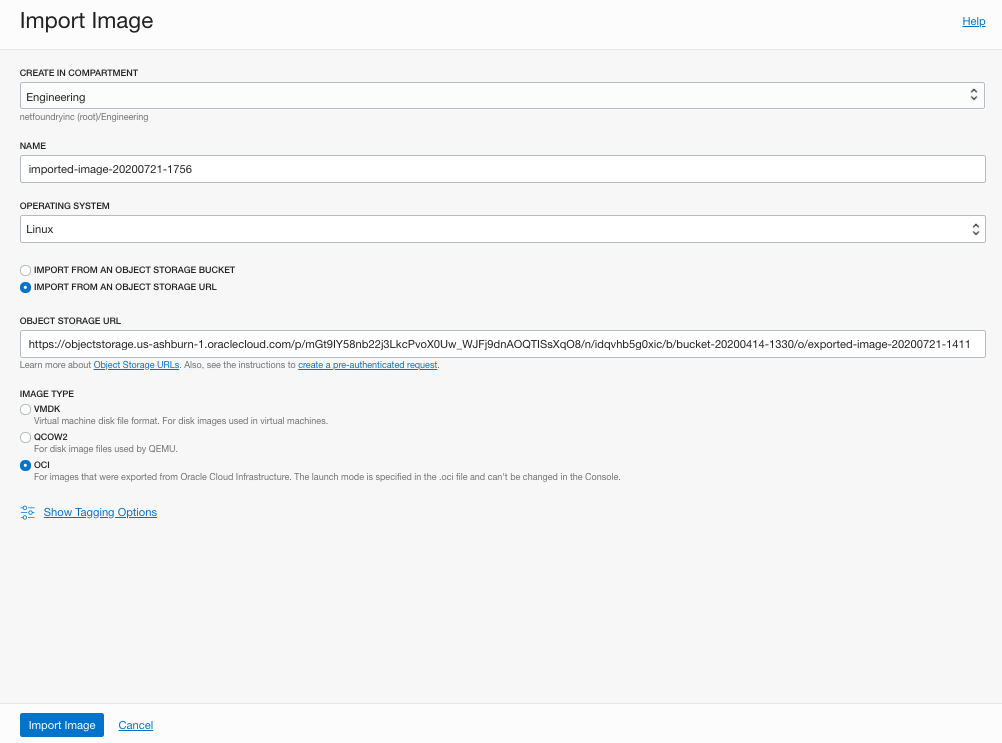 Import Image
Help
CREATE IN COMPARTMENT
Engineering
netfoundryinc (root)/Engineering
NAME
imported-image-20200721-1756
OPERATING SYSTEM
Linux
IMPORT FROM AN OBJECT STORAGE BUCKET
IMPORT FROM AN OBJECT STORAGE URL
OBJECT STORAGE URL
https://objectstorage.us-ashburn-1.oraclecloud.com/p/mGt9IY58nb22j3LkcPvoX0Uw_WJFj9dnAOQTISsXqO8/n/idqvhb5g0xic/b/bucket-20200414-1330/o/exported-image-20200721-1411
Learn more about Object Storage URLs. Also, see the instructions to create a pre-authenticated request.
IMAGE TYPE
VMDK
Virtual machine disk file format. For disk images used in virtual machines.
QCOW2
For disk image files used by QEMU.
OCI
For images that were exported from Oracle Cloud Infrastructure. The launch mode is specified in the .oci file and can't be changed in the Console.
Show Tagging Options
Import Image
Cancel